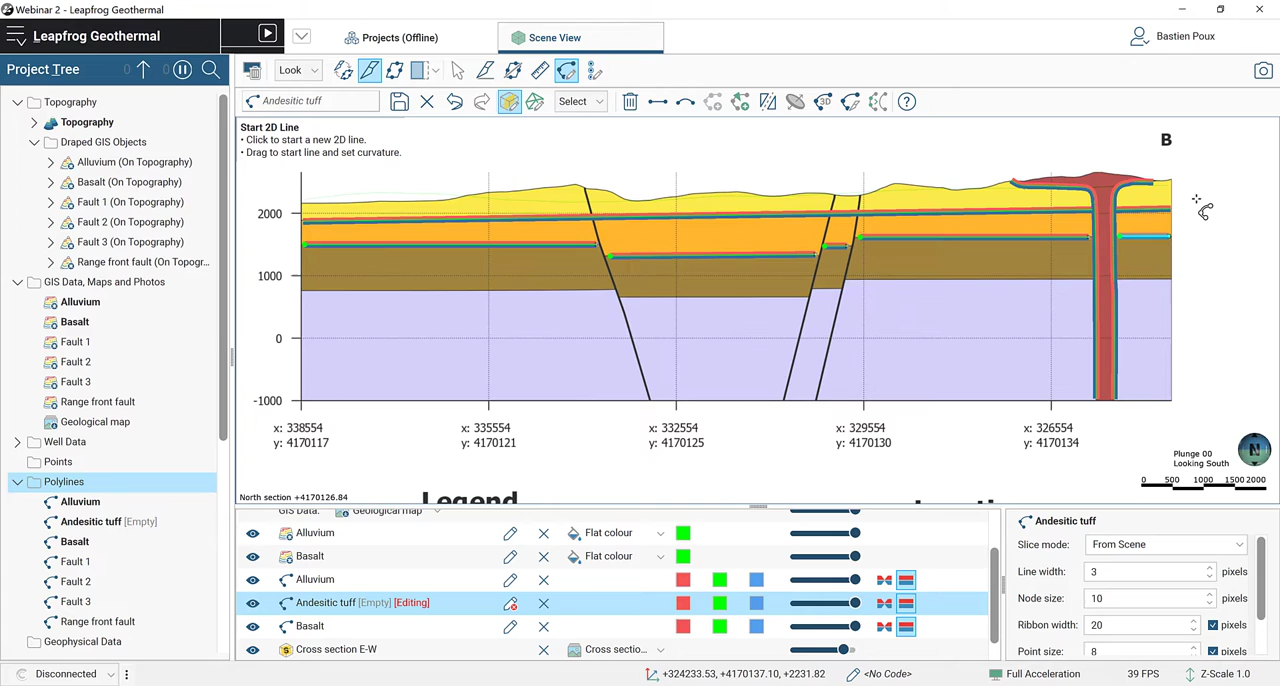 Webinar 2 - Leapfrog Geothermal
Leapfrog Geothermal
Projects (Offline)
Scene View
Bastien Poux
Project Tree
0
0
Look
Andesitic tuff
Select
3D
Topography
Topography
Draped GIS Objects
Alluvium (On Topography)
Basalt (On Topography)
Fault 1 (On Topography)
Fault 2 (On Topography)
Fault 3 (On Topography)
Range front fault (On Topogr...
GIS Data, Maps and Photos
Alluvium
Basalt
Fault 1
Fault 2
Fault 3
Range front fault
Geological map
Well Data
Points
Polylines
Alluvium
Andesitic tuff [Empty]
Basalt
Fault 1
Fault 2
Fault 3
Range front fault
Geophysical Data
Start 2D Line
• Click to start a new 2D line.
• Drag to start line and set curvature.
B
2000
1000
0
-1000
x: 338554
y: 4170117
x: 335554
y: 4170121
x: 332554
y: 4170125
x: 329554
y: 4170130
x: 326554
y: 4170134
N
Plunge 00
Looking South
0 500 1000 1500 2000
North section +4170126.84
Legend
GIS Data: Geological map
Alluvium Flat colour
Basalt Flat colour
Alluvium
Andesitic tuff [Empty] [Editing]
Basalt
Cross section E-W Cross sectio...
Andesitic tuff
Slice mode: From Scene
Line width: 3 pixels
Node size: 10 pixels
Ribbon width: 20 pixels
Point size: 8 pixels
Disconnected
+324233.53, +4170137.10, +2231.82
<No Code>
Full Acceleration
39 FPS
Z-Scale 1.0